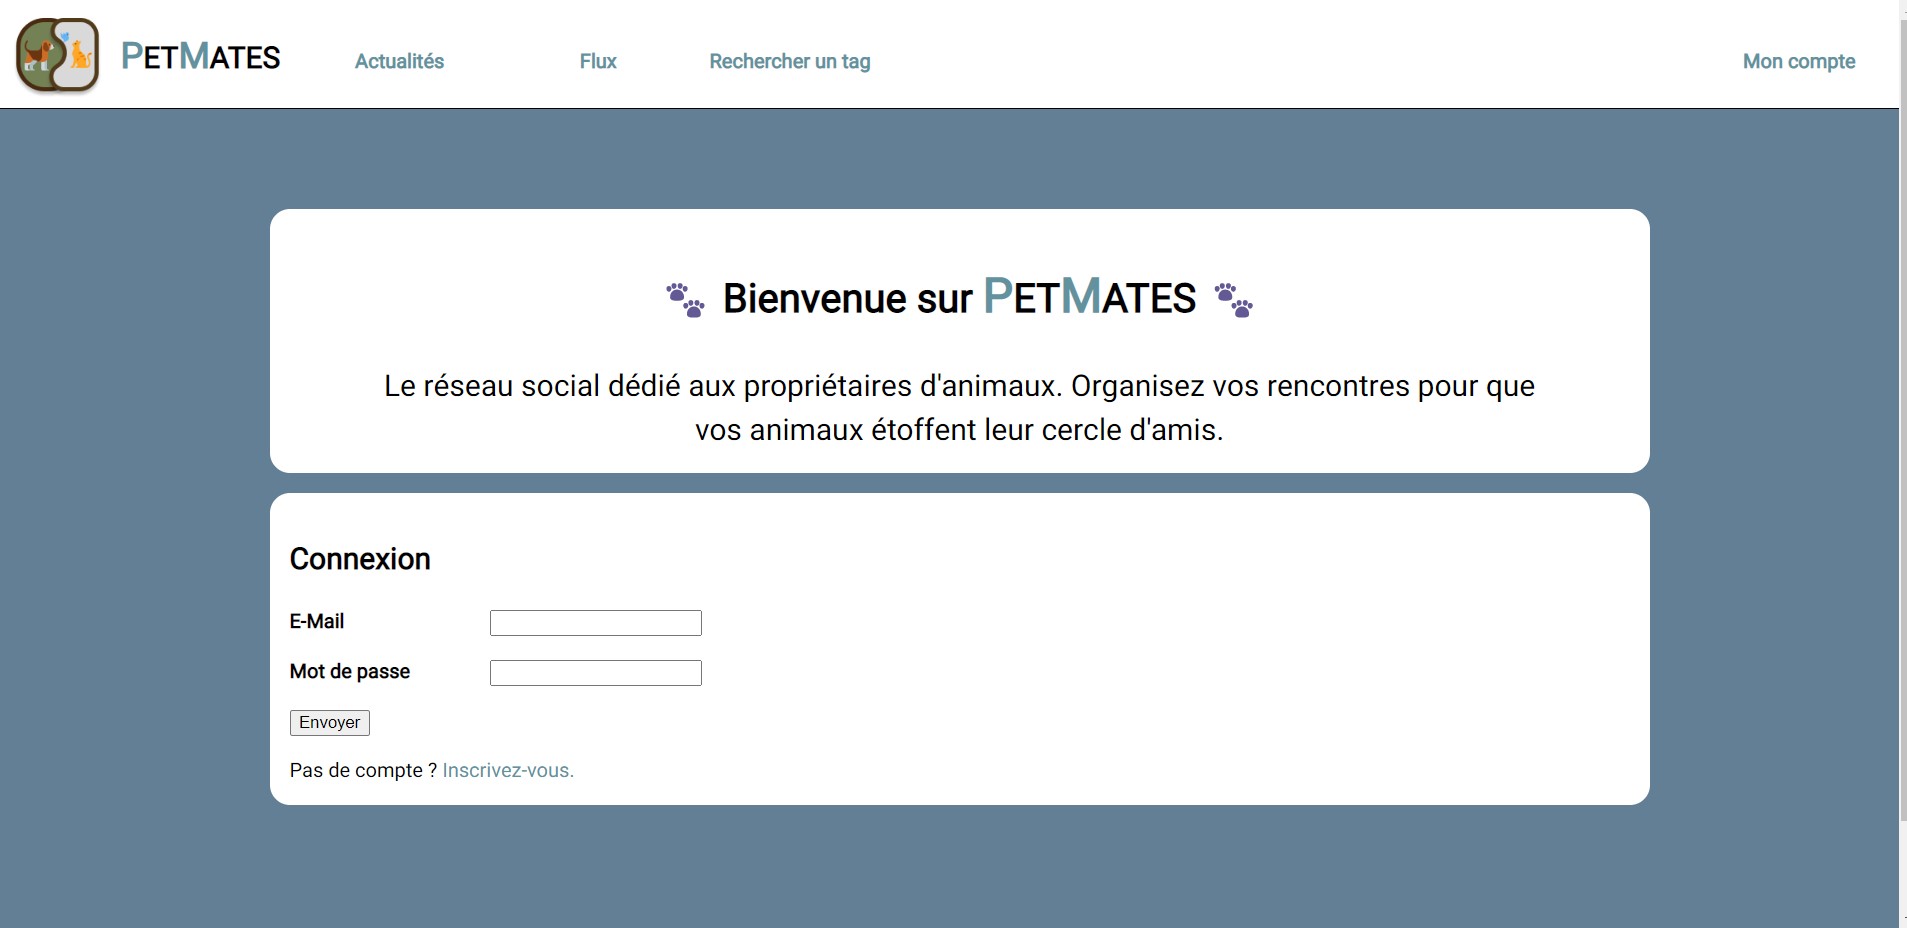 PETMATES Actualités Flux Rechercher un tag Mon compte
Bienvenue sur PETMATES
Le réseau social dédié aux propriétaires d'animaux. Organisez vos rencontres pour que
vos animaux étoffent leur cercle d'amis.
Connexion
E-Mail
Mot de passe
Envoyer
Pas de compte ? Inscrivez-vous.